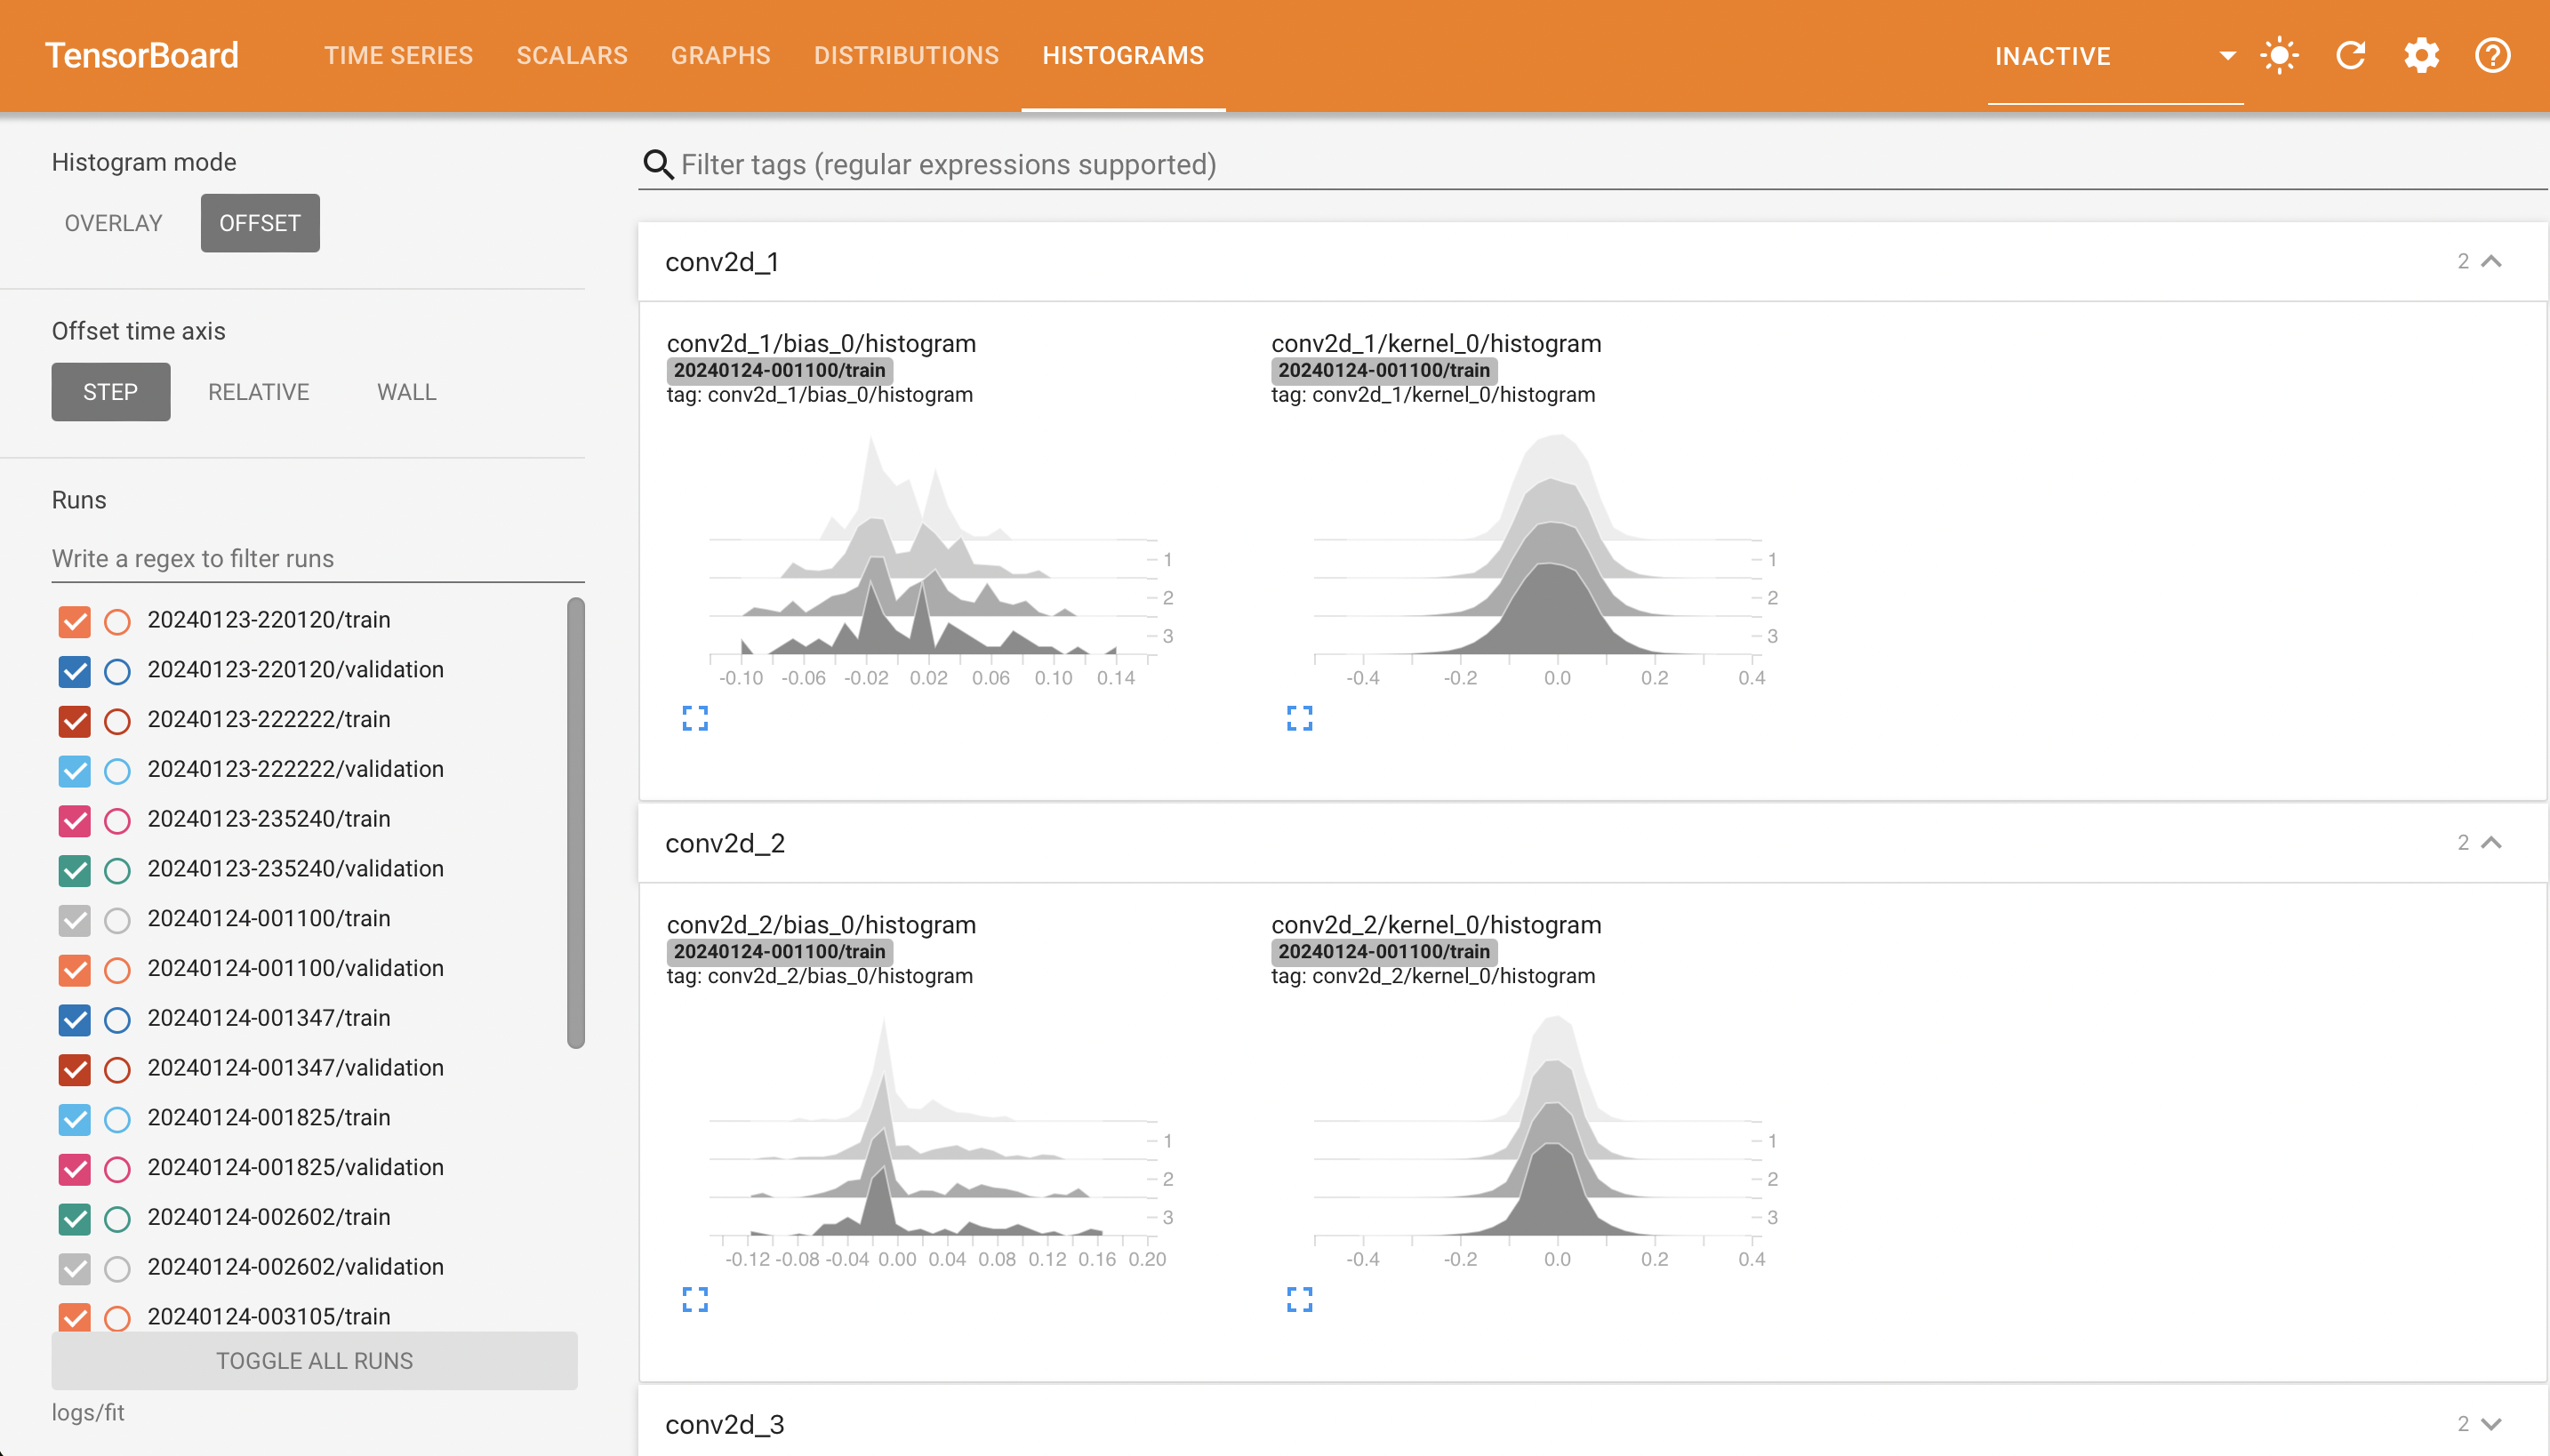 TensorBoard
TIME SERIES SCALARS GRAPHS DISTRIBUTIONS HISTOGRAMS INACTIVE
Histogram mode
OVERLAY OFFSET
Offset time axis
STEP RELATIVE WALL
Runs
Write a regex to filter runs
20240123-220120/train
20240123-220120/validation
20240123-222222/train
20240123-222222/validation
20240123-235240/train
20240123-235240/validation
20240124-001100/train
20240124-001100/validation
20240124-001347/train
20240124-001347/validation
20240124-001825/train
20240124-001825/validation
20240124-002602/train
20240124-002602/validation
20240124-003105/train
TOGGLE ALL RUNS
logs/fit
Filter tags (regular expressions supported)
conv2d_1 2
conv2d_1/bias_0/histogram
20240124-001100/train
tag: conv2d_1/bias_0/histogram
1
2
3
-0.10 -0.06 -0.02 0.02 0.06 0.10 0.14
conv2d_1/kernel_0/histogram
20240124-001100/train
tag: conv2d_1/kernel_0/histogram
1
2
3
-0.4 -0.2 0.0 0.2 0.4
conv2d_2 2
conv2d_2/bias_0/histogram
20240124-001100/train
tag: conv2d_2/bias_0/histogram
1
2
3
-0.12 -0.08 -0.04 0.00 0.04 0.08 0.12 0.16 0.20
conv2d_2/kernel_0/histogram
20240124-001100/train
tag: conv2d_2/kernel_0/histogram
1
2
3
-0.4 -0.2 0.0 0.2 0.4
conv2d_3 2